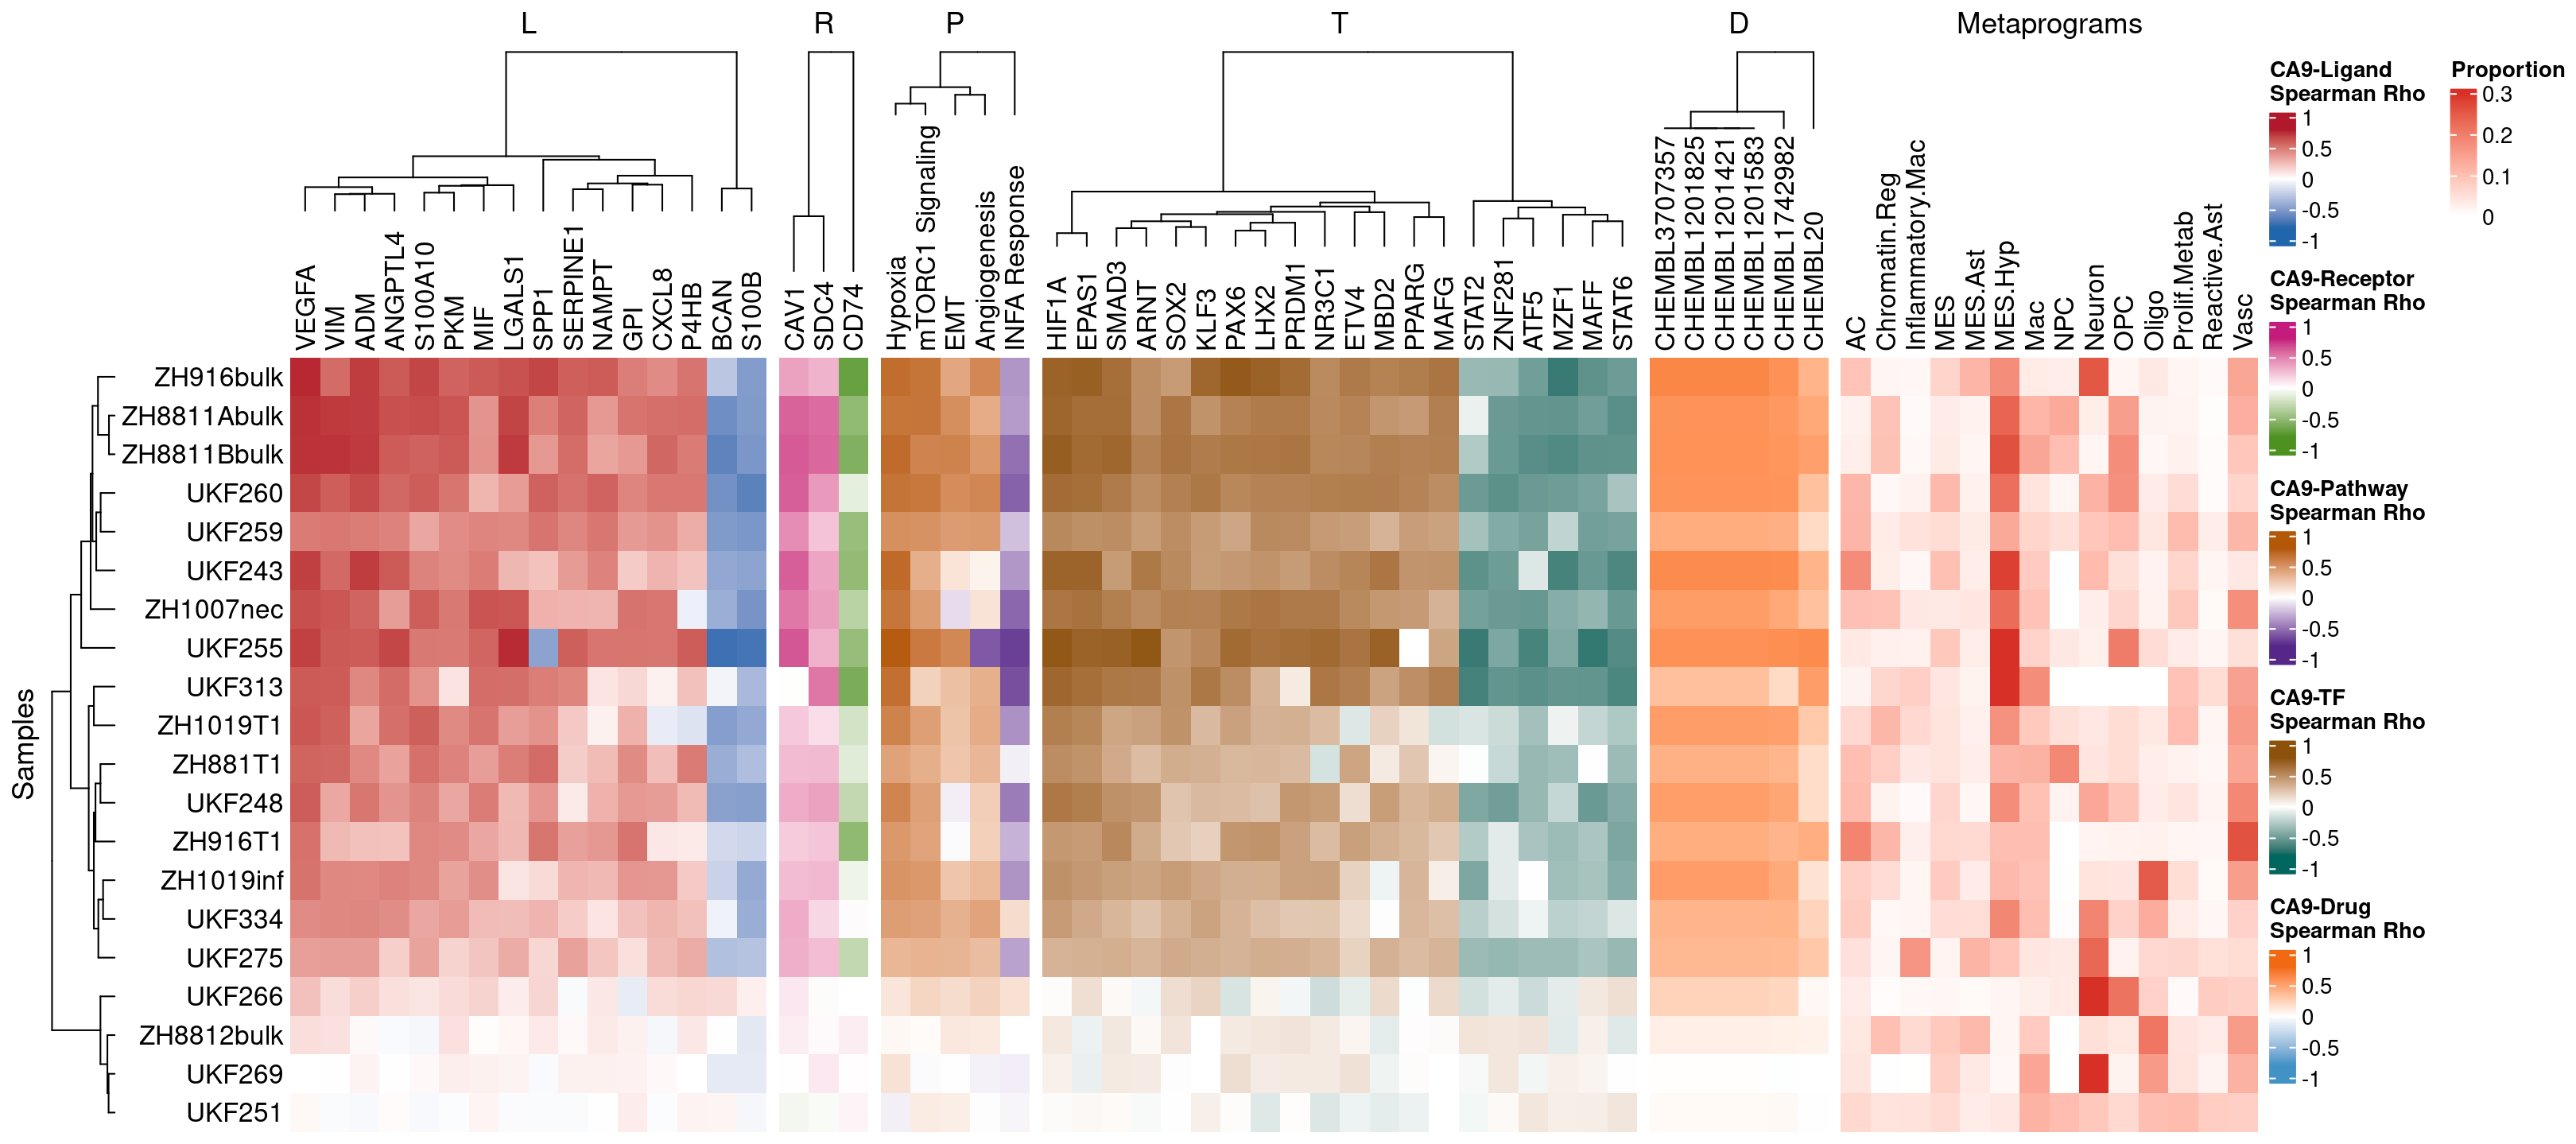 L R P T D Metaprograms
VEGFA
VIM
ADM
ANGPTL4
S100A10
PKM
MIF
LGALS1
SPP1
SERPINE1
NAMPT
GPI
CXCL8
P4HB
BCAN
S100B
CAV1
SDC4
CD74
Hypoxia
mTORC1 Signaling
EMT
Angiogenesis
INFA Response
HIF1A
EPAS1
SMAD3
ARNT
SOX2
KLF3
PAX6
LHX2
PRDM1
NR3C1
ETV4
MBD2
PPARG
MAFG
STAT2
ZNF281
ATF5
MZF1
MAFF
STAT6
CHEMBL3707357
CHEMBL1201825
CHEMBL1201421
CHEMBL1201583
CHEMBL1742982
CHEMBL20
AC
Chromatin.Reg
Inflammatory.Mac
MES
MES.Ast
MES.Hyp
Mac
NPC
Neuron
OPC
Oligo
Prolif.Metab
Reactive.Ast
Vasc
Samples
ZH916bulk
ZH8811Abulk
ZH8811Bbulk
UKF260
UKF259
UKF243
ZH1007nec
UKF255
UKF313
ZH1019T1
ZH881T1
UKF248
ZH916T1
ZH1019inf
UKF334
UKF275
UKF266
ZH8812bulk
UKF269
UKF251
CA9-Ligand
Spearman Rho
1
0.5
0
-0.5
-1
CA9-Receptor
Spearman Rho
1
0.5
0
-0.5
-1
CA9-Pathway
Spearman Rho
1
0.5
0
-0.5
-1
CA9-TF
Spearman Rho
1
0.5
0
-0.5
-1
CA9-Drug
Spearman Rho
1
0.5
0
-0.5
-1
Proportion
0.3
0.2
0.1
0